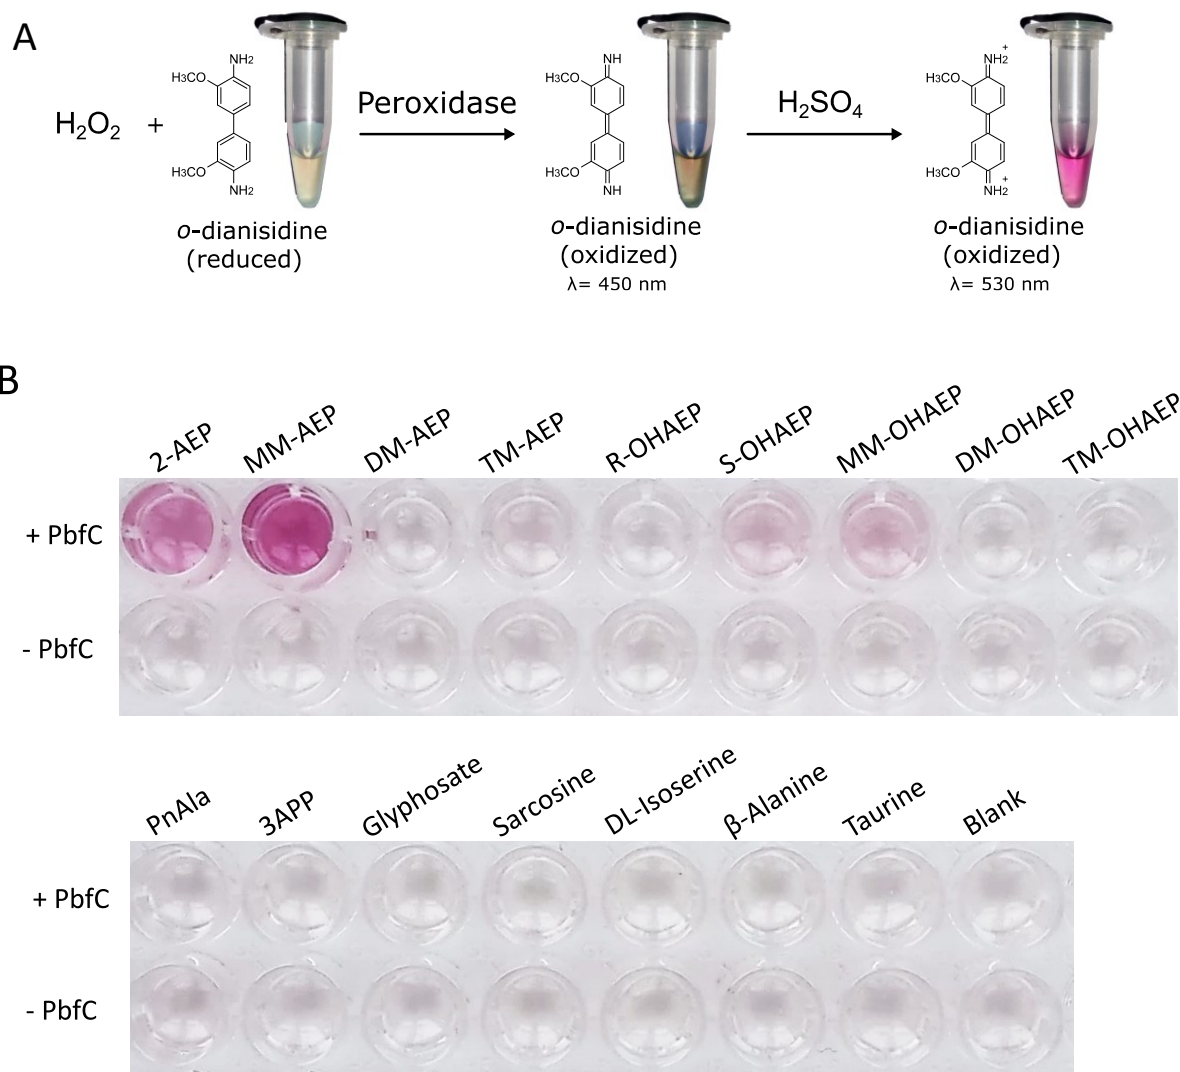 A
H2O2 +
NH2
H3CO
H3CO
NH2
o-dianisidine
(reduced)
Peroxidase
NH
H3CO
H3CO
NH
o-dianisidine
(oxidized)
λ= 450 nm
H2SO4
NH2+
H3CO
H3CO
NH2+
o-dianisidine
(oxidized)
λ= 530 nm
B
2-AEP MM-AEP DM-AEP TM-AEP R-OHAEP S-OHAEP MM-OHAEP DM-OHAEP TM-OHAEP
+ PbfC
- PbfC
PnAla 3APP Glyphosate Sarcosine DL-Isoserine β-Alanine Taurine Blank
+ PbfC
- PbfC